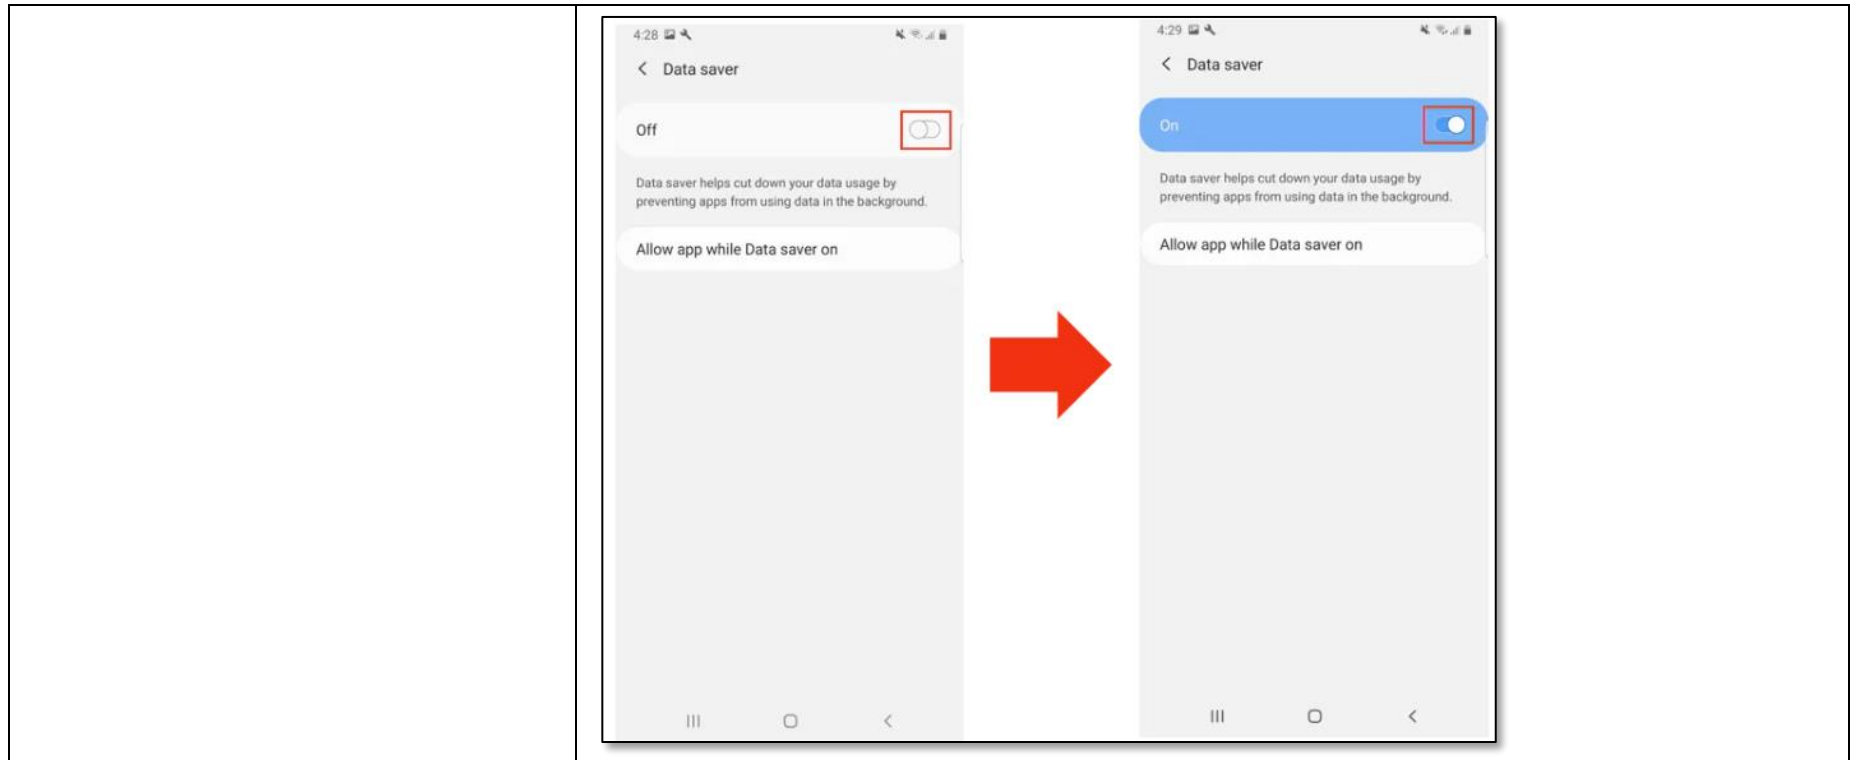 4:28
Data saver
Off
Data saver helps cut down your data usage by
preventing apps from using data in the background.
Allow app while Data saver on
4:29
Data saver
On
Data saver helps cut down your data usage by
preventing apps from using data in the background.
Allow app while Data saver on